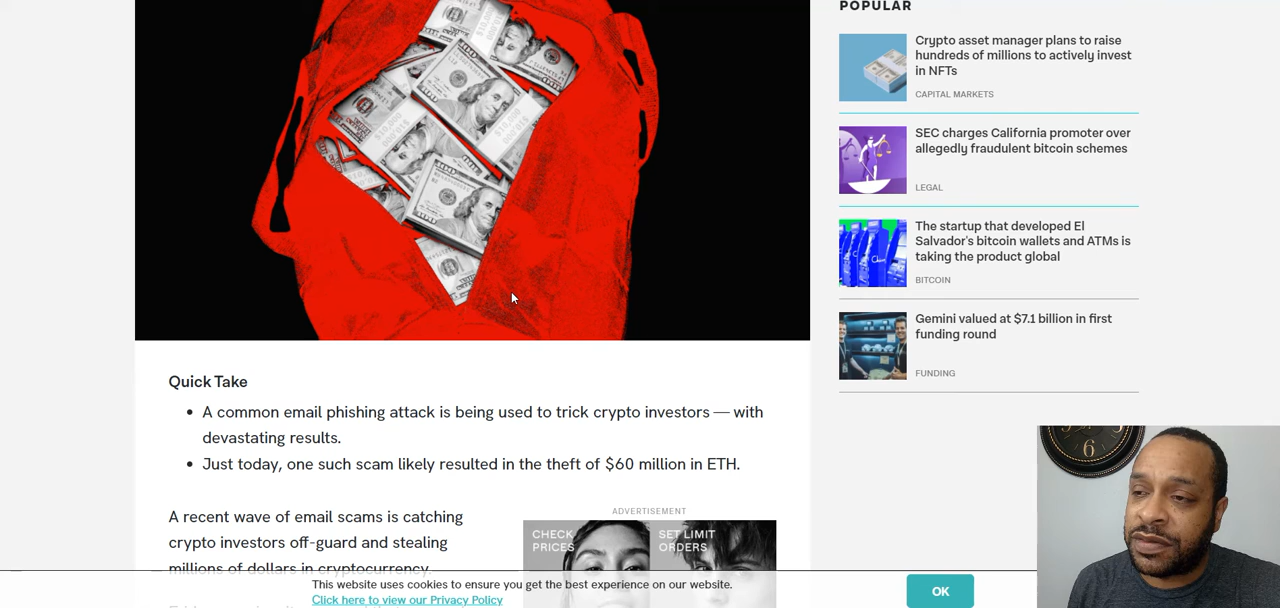 POPULAR
Crypto asset manager plans to raise
hundreds of millions to actively invest
in NFTs
CAPITAL MARKETS
SEC charges California promoter over
allegedly fraudulent bitcoin schemes
LEGAL
The startup that developed El
Salvador's bitcoin wallets and ATMs is
taking the product global
BITCOIN
Gemini valued at $7.1 billion in first
funding round
FUNDING
Quick Take
A common email phishing attack is being used to trick crypto investors — with
devastating results.
Just today, one such scam likely resulted in the theft of $60 million in ETH.
A recent wave of email scams is catching
crypto investors off-guard and stealing
millions of dollars in cryptocurrency.
ADVERTISEMENT
CHECK
PRICES
SET LIMIT
ORDERS
This website uses cookies to ensure you get the best experience on our website.
Click here to view our Privacy Policy
OK
6